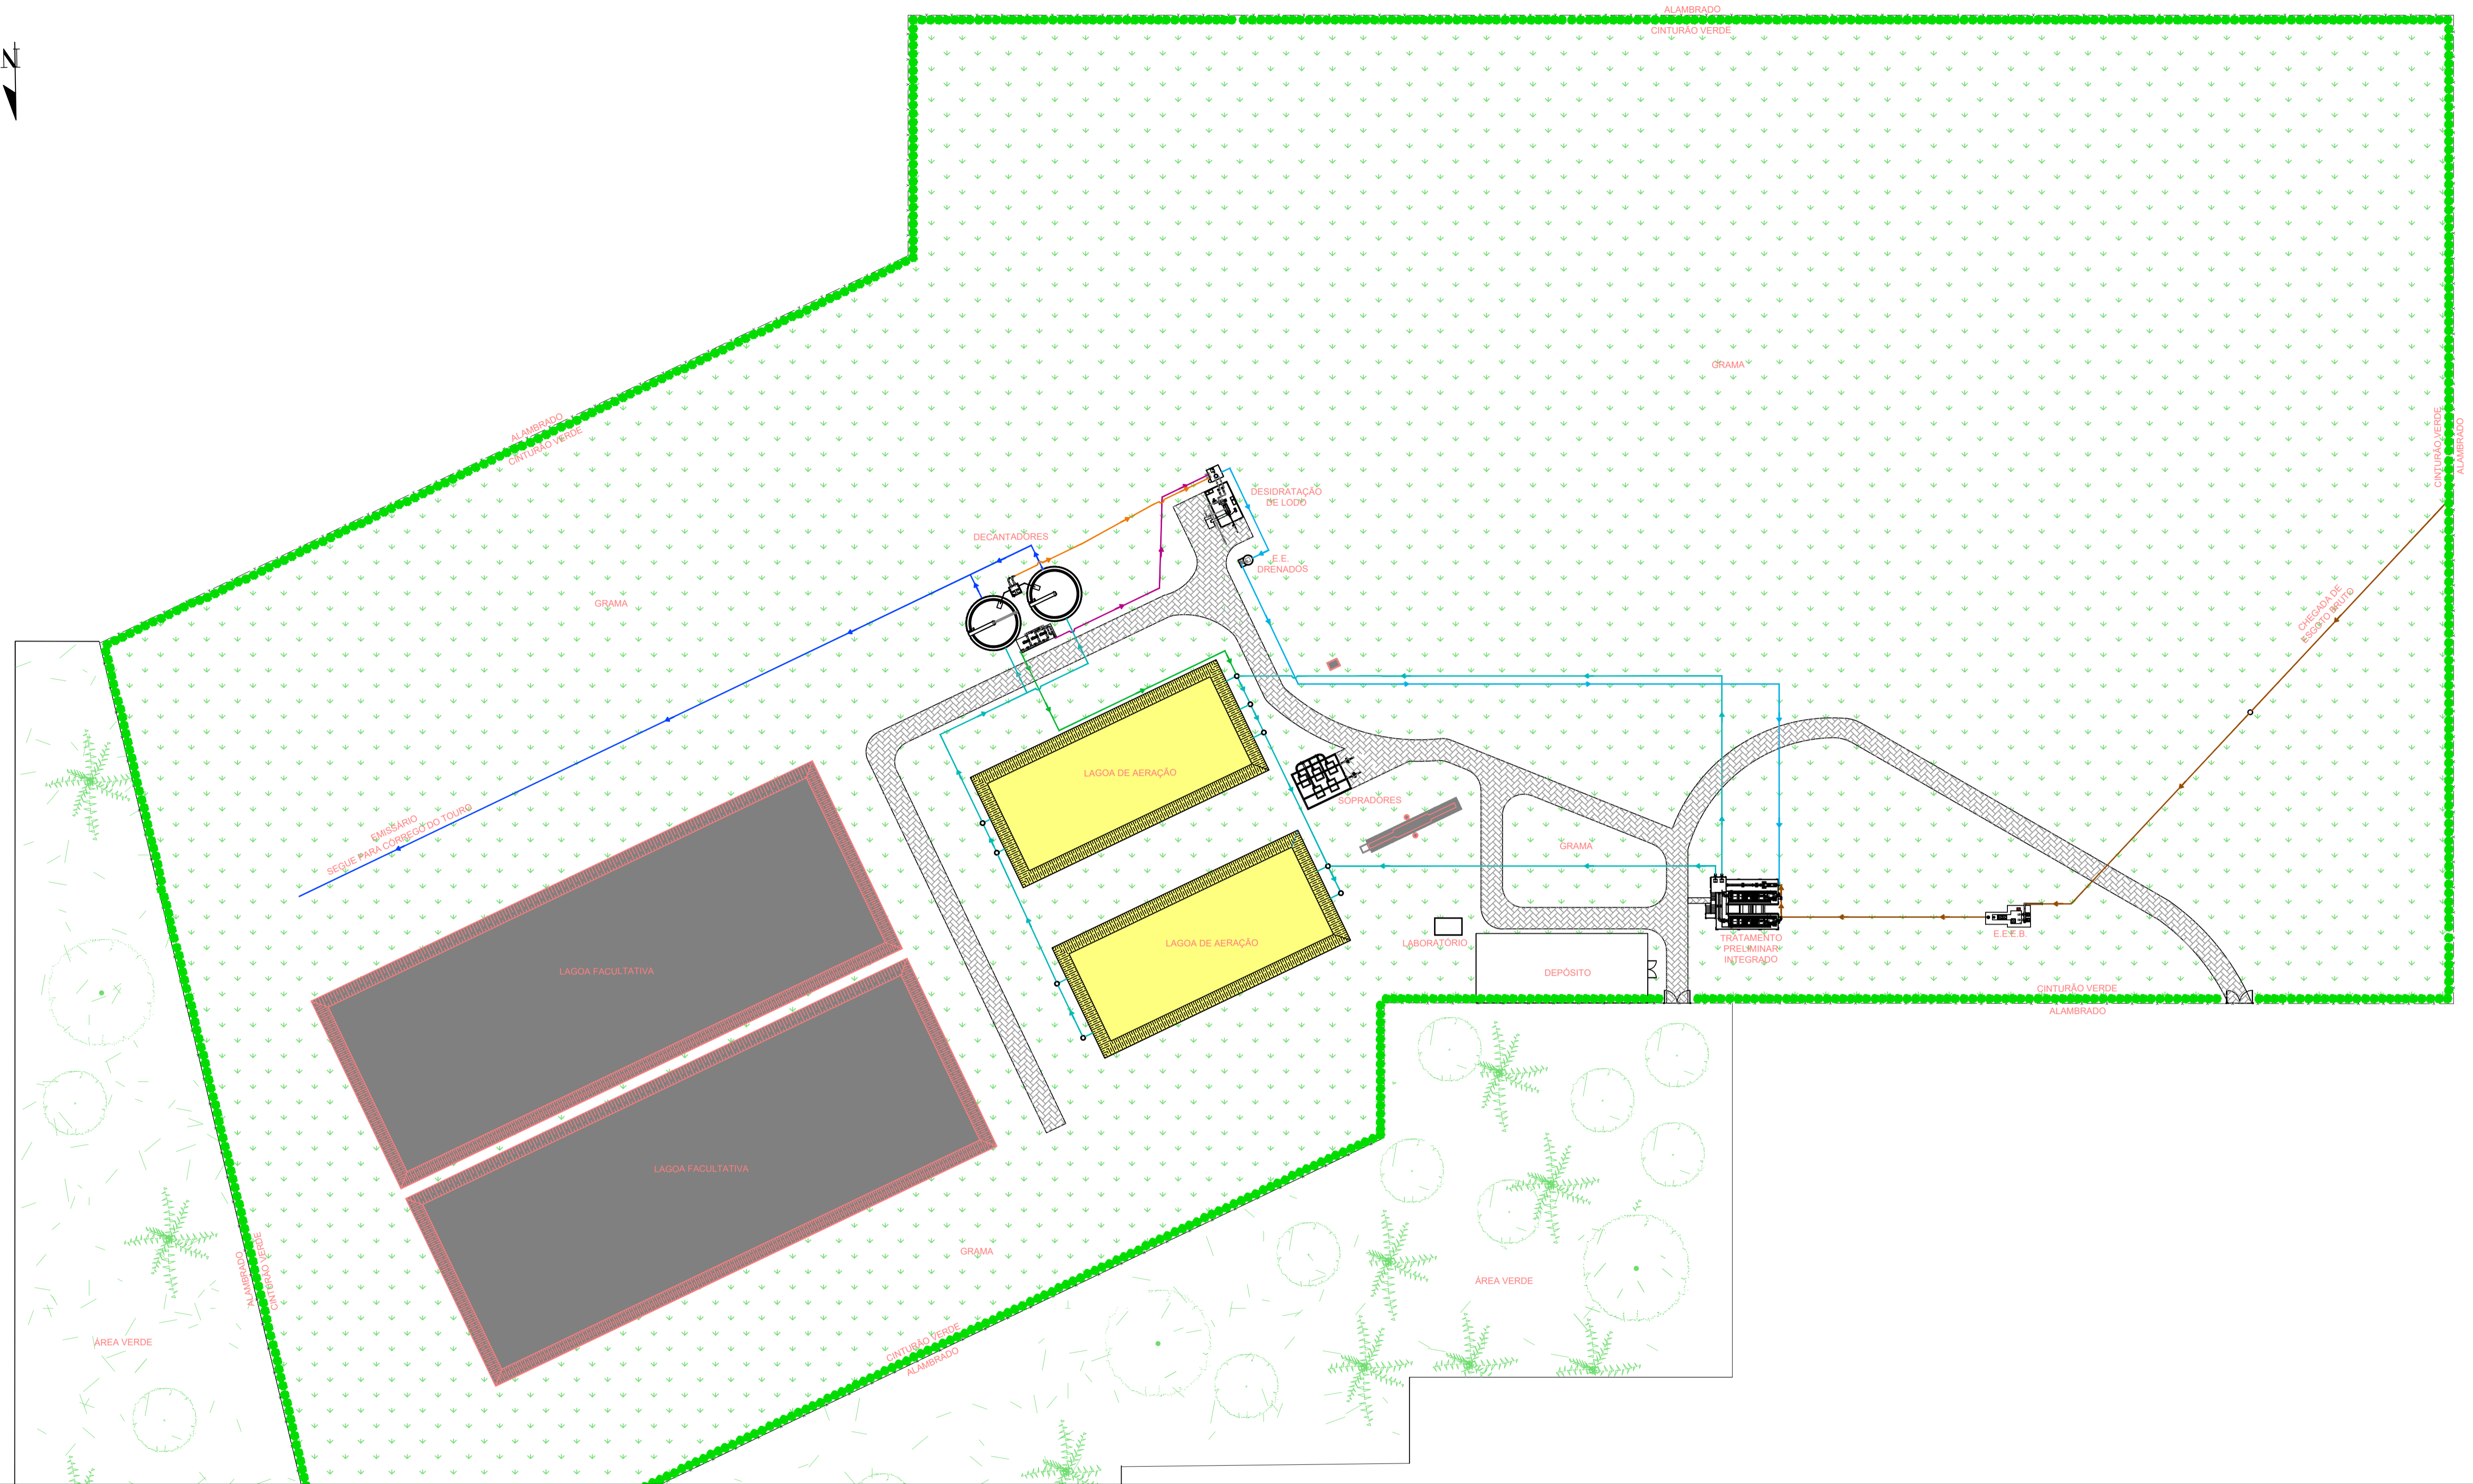 ALAMBRADO
CINTURÃO VERDE
N
GRAMA
CINTURÃO VERDE
ALAMBRADO
ALAMBRADO
CINTURÃO VERDE
DESIDRATAÇÃO
DE LODO
DECANTADORES
E.E.
DRENADOS
CHEGADA DE
ESGOTO BRUTO
GRAMA
LAGOA DE AERAÇÃO
SOPRADORES
EMISSÁRIO
SEGUE PARA CÓRREGO DO TOURO
GRAMA
LAGOA DE AERAÇÃO
LABORATÓRIO
TRATAMENTO
PRELIMINAR
INTEGRADO
E.E.E.B.
LAGOA FACULTATIVA
DEPÓSITO
CINTURÃO VERDE
ALAMBRADO
LAGOA FACULTATIVA
GRAMA
ALAMBRADO
CINTURÃO VERDE
ÁREA VERDE
ÁREA VERDE
CINTURÃO VERDE
ALAMBRADO